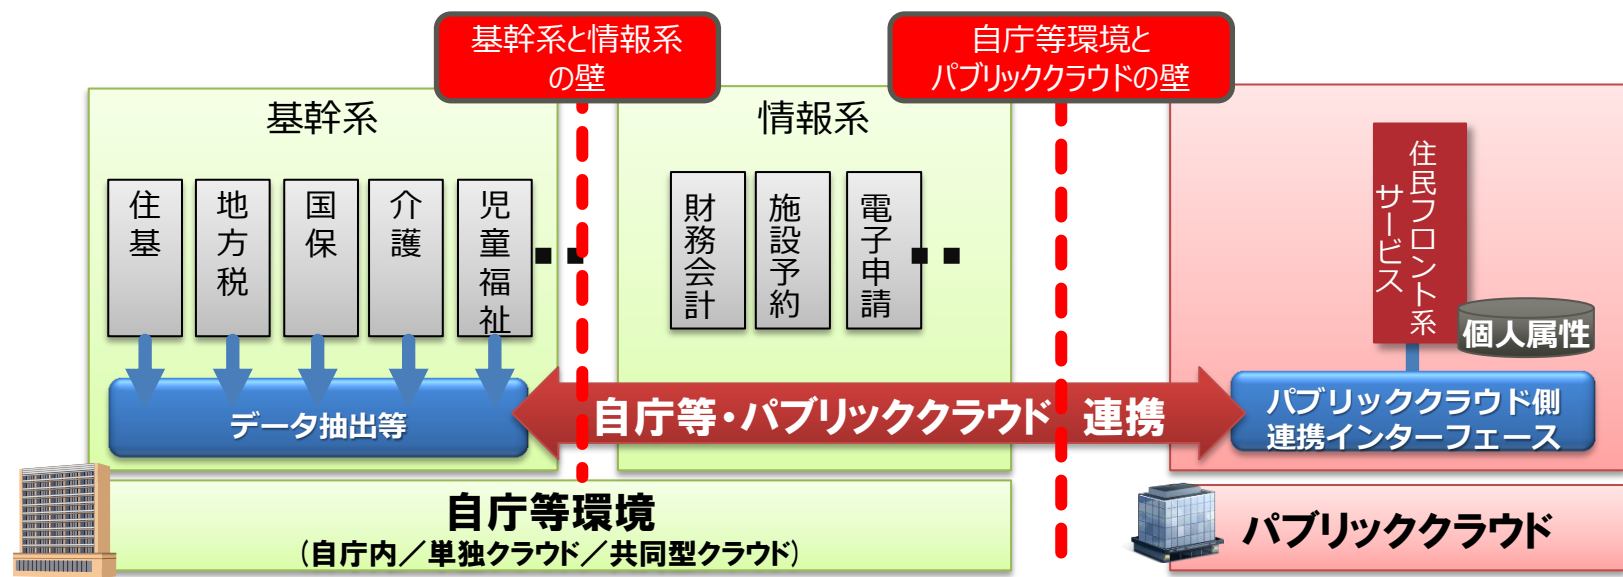 基幹系と情報系
の壁
自庁等環境と
パブリッククラウドの壁
基幹系
情報系
住基
地方税
国保
介護
児童福祉
財務会計
施設予約
電子申請
住民フロント系
サービス
個人属性
データ抽出等
自庁等・パブリッククラウド 連携
パブリッククラウド側
連携インターフェース
自庁等環境
(自庁内／単独クラウド／共同型クラウド)
パブリッククラウド